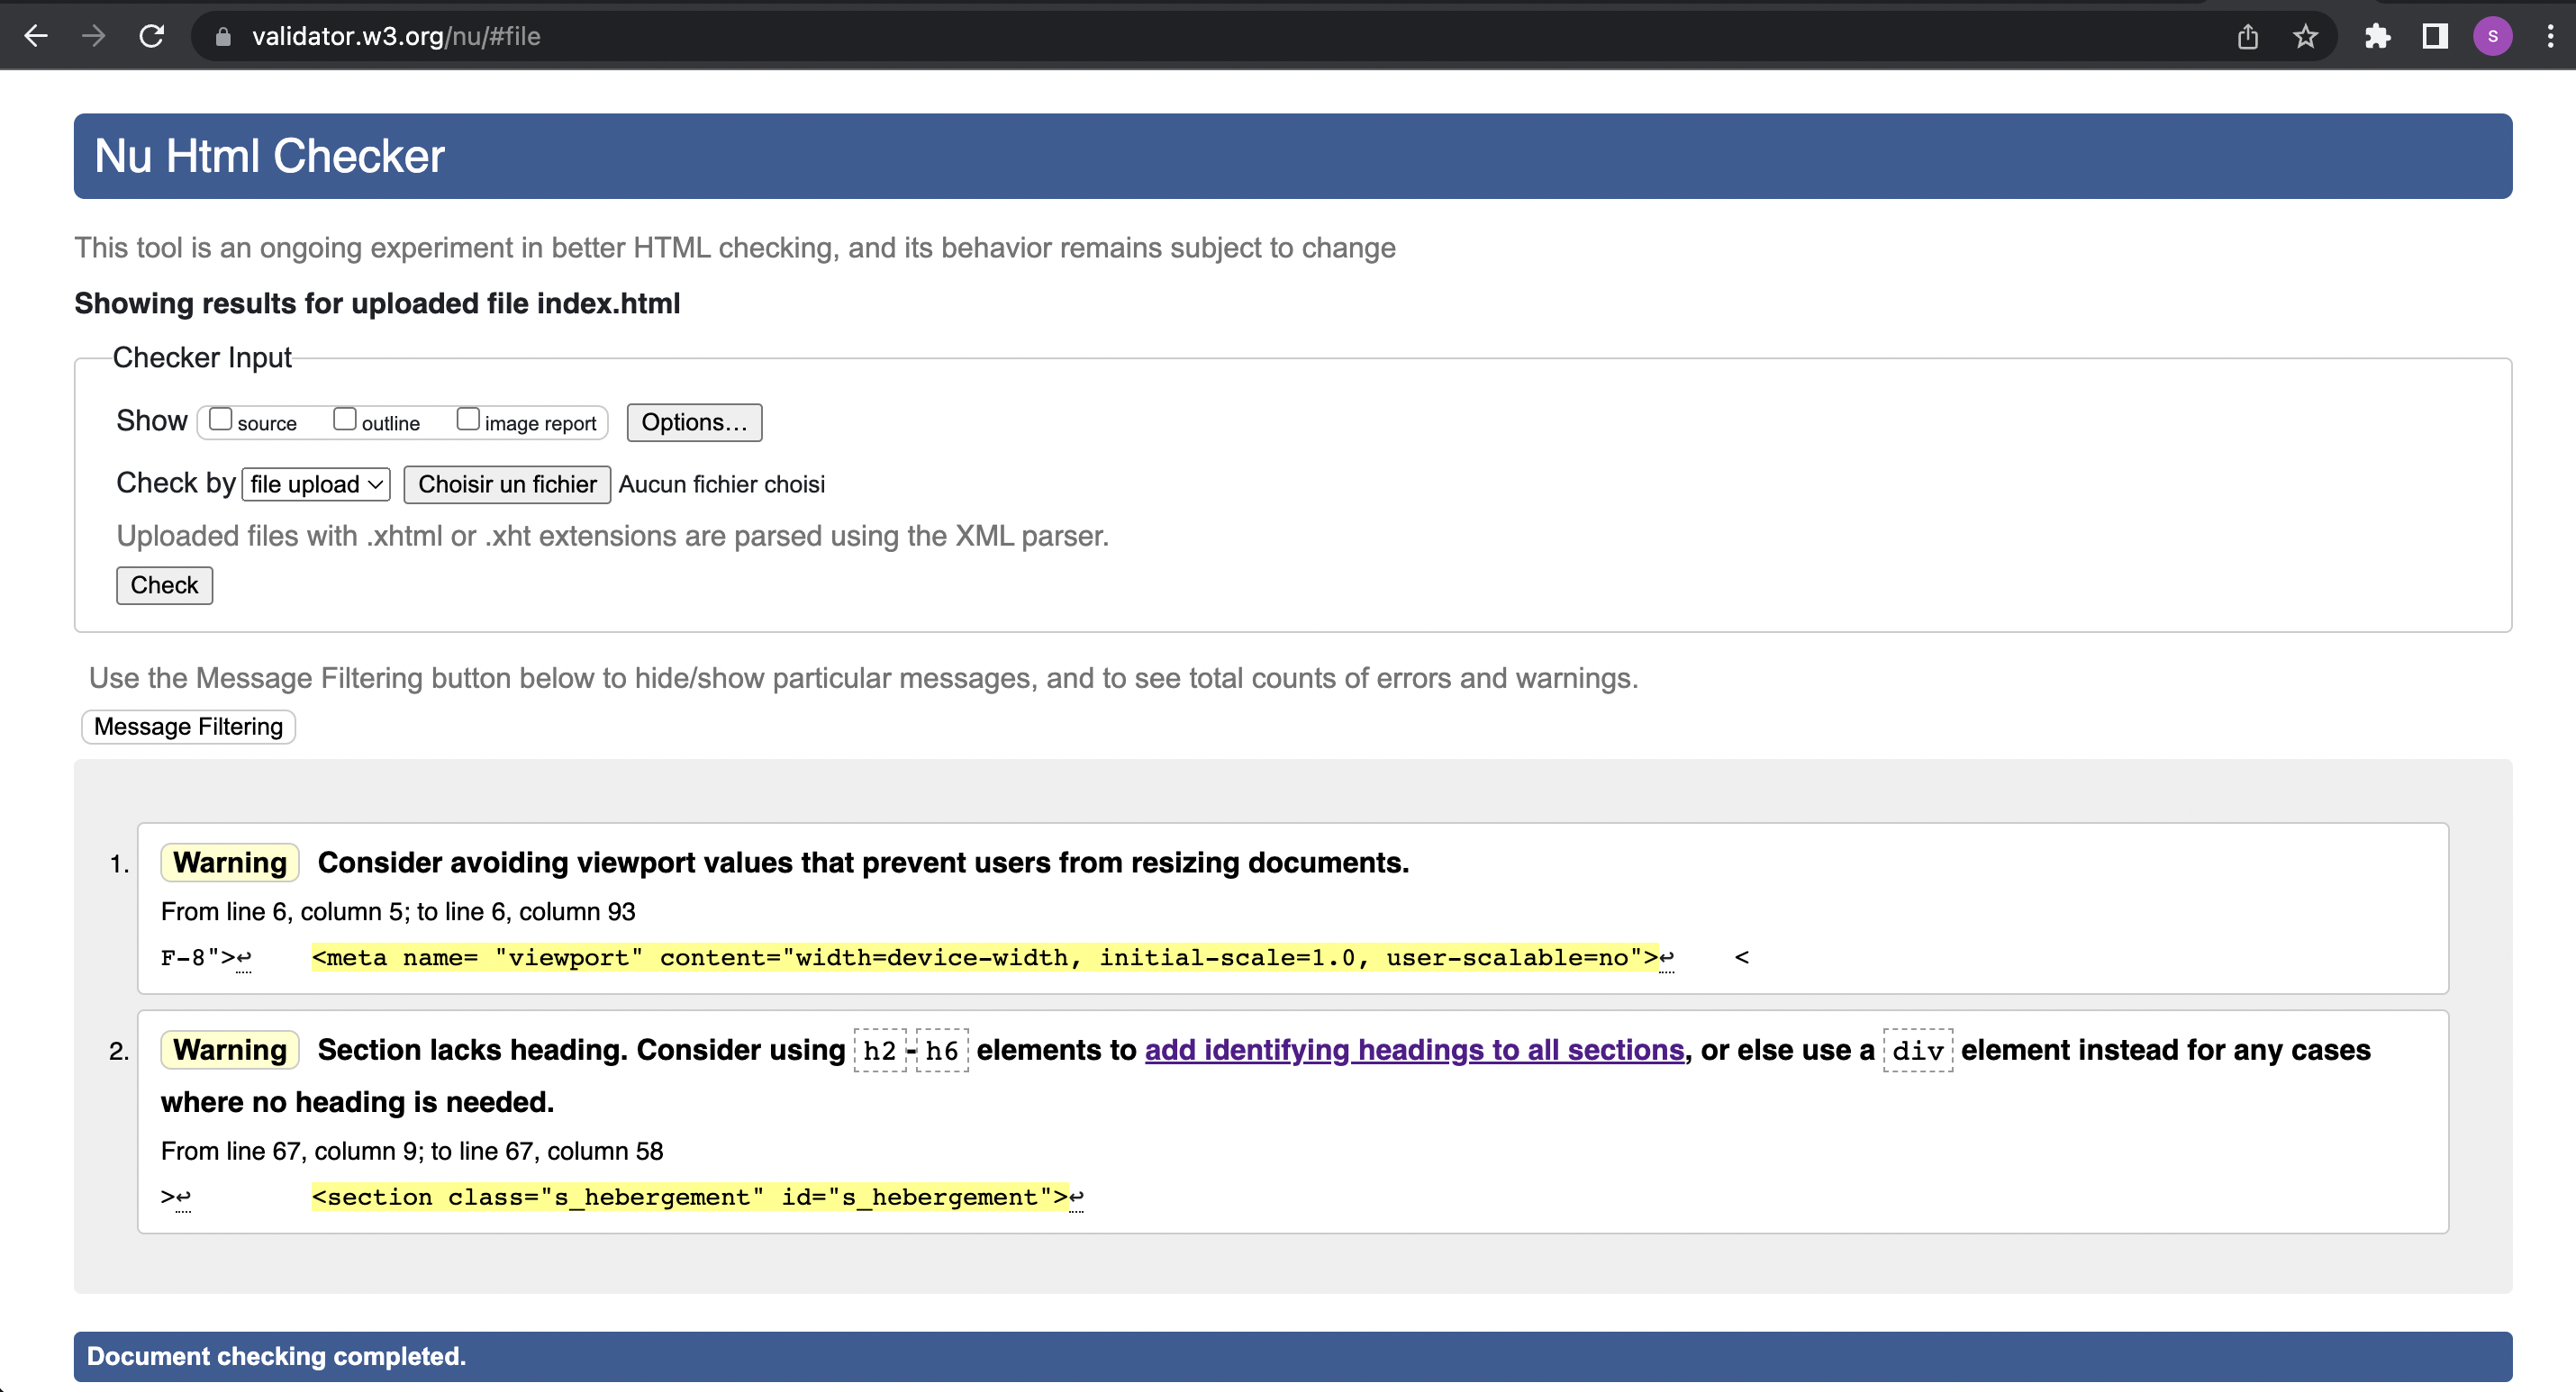 validator.w3.org/nu/#file
S
Nu Html Checker
This tool is an ongoing experiment in better HTML checking, and its behavior remains subject to change
Showing results for uploaded file index.html
Checker Input
Show source outline image report Options...
Check by file upload Choisir un fichier Aucun fichier choisi
Uploaded files with .xhtml or .xht extensions are parsed using the XML parser.
Check
Use the Message Filtering button below to hide/show particular messages, and to see total counts of errors and warnings.
Message Filtering
1. Warning Consider avoiding viewport values that prevent users from resizing documents.
From line 6, column 5; to line 6, column 93
F-8">↩ <meta name= "viewport" content="width=device-width, initial-scale=1.0, user-scalable=no">↩ <
2. Warning Section lacks heading. Consider using h2-h6 elements to add identifying headings to all sections, or else use a div element instead for any cases
where no heading is needed.
From line 67, column 9; to line 67, column 58
>↩ <section class="s_hebergement" id="s_hebergement">↩
Document checking completed.